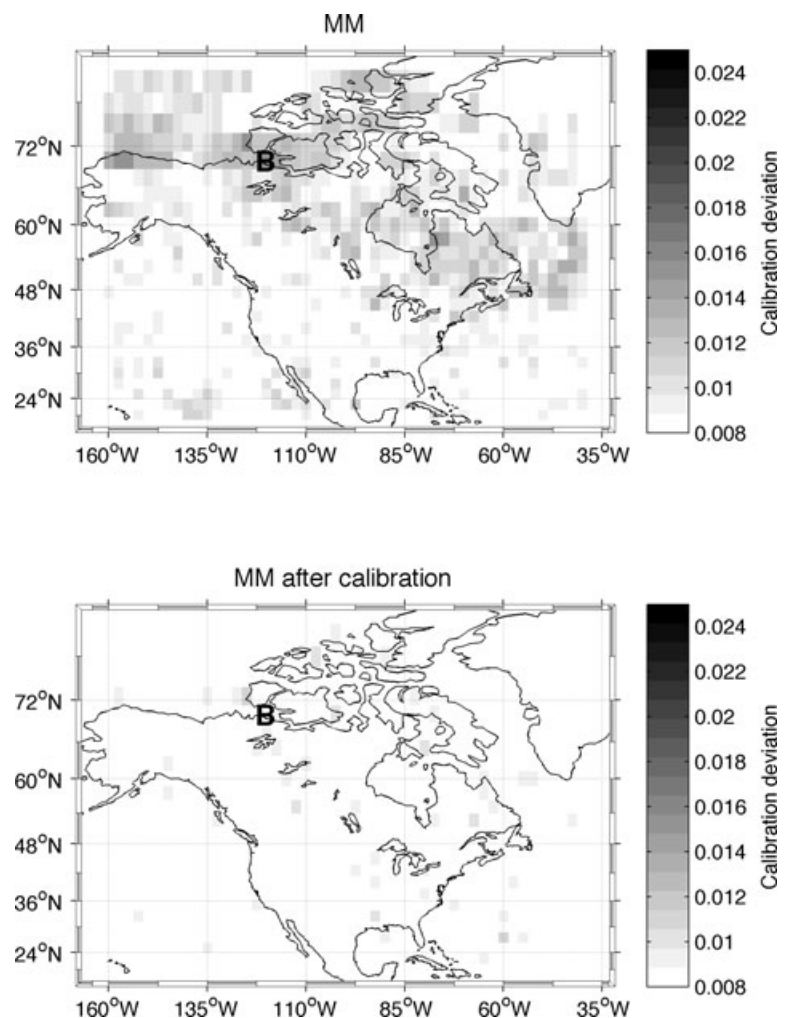 MM
72°N
60°N
48°N
36°N
24°N
B
160°W 135°W 110°W 85°W 60°W 35°W
0.024
0.022
0.02
0.018
0.016
0.014
0.012
0.01
0.008
Calibration deviation
MM after calibration
72°N
60°N
48°N
36°N
24°N
B
160°W 135°W 110°W 85°W 60°W 35°W
0.024
0.022
0.02
0.018
0.016
0.014
0.012
0.01
0.008
Calibration deviation